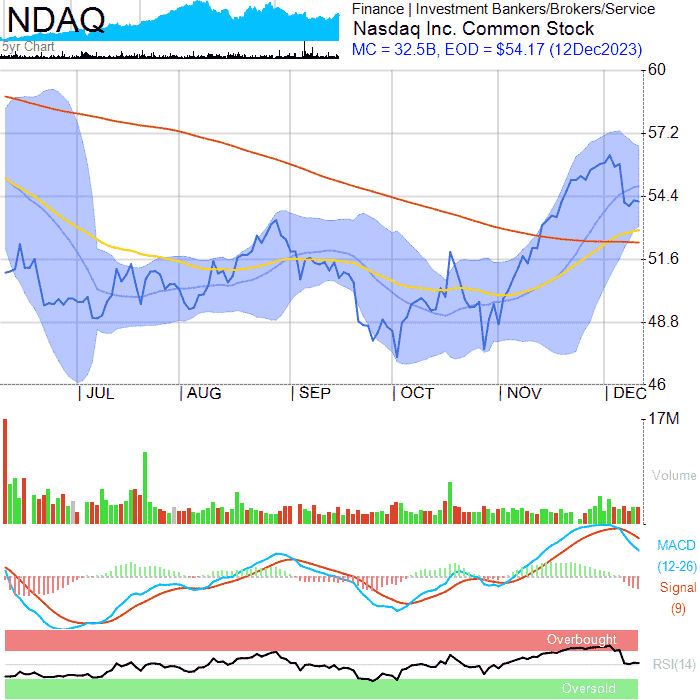 NDAQ
5yr Chart
Finance | Investment Bankers/Brokers/Service
Nasdaq Inc. Common Stock
MC = 32.5B, EOD = $54.17 (12Dec2023)
60
57.2
54.4
51.6
48.8
46
JUL
AUG
SEP
OCT
NOV
DEC
17M
Volume
MACD
(12-26)
Signal
(9)
Overbought
RSI(14)
Oversold